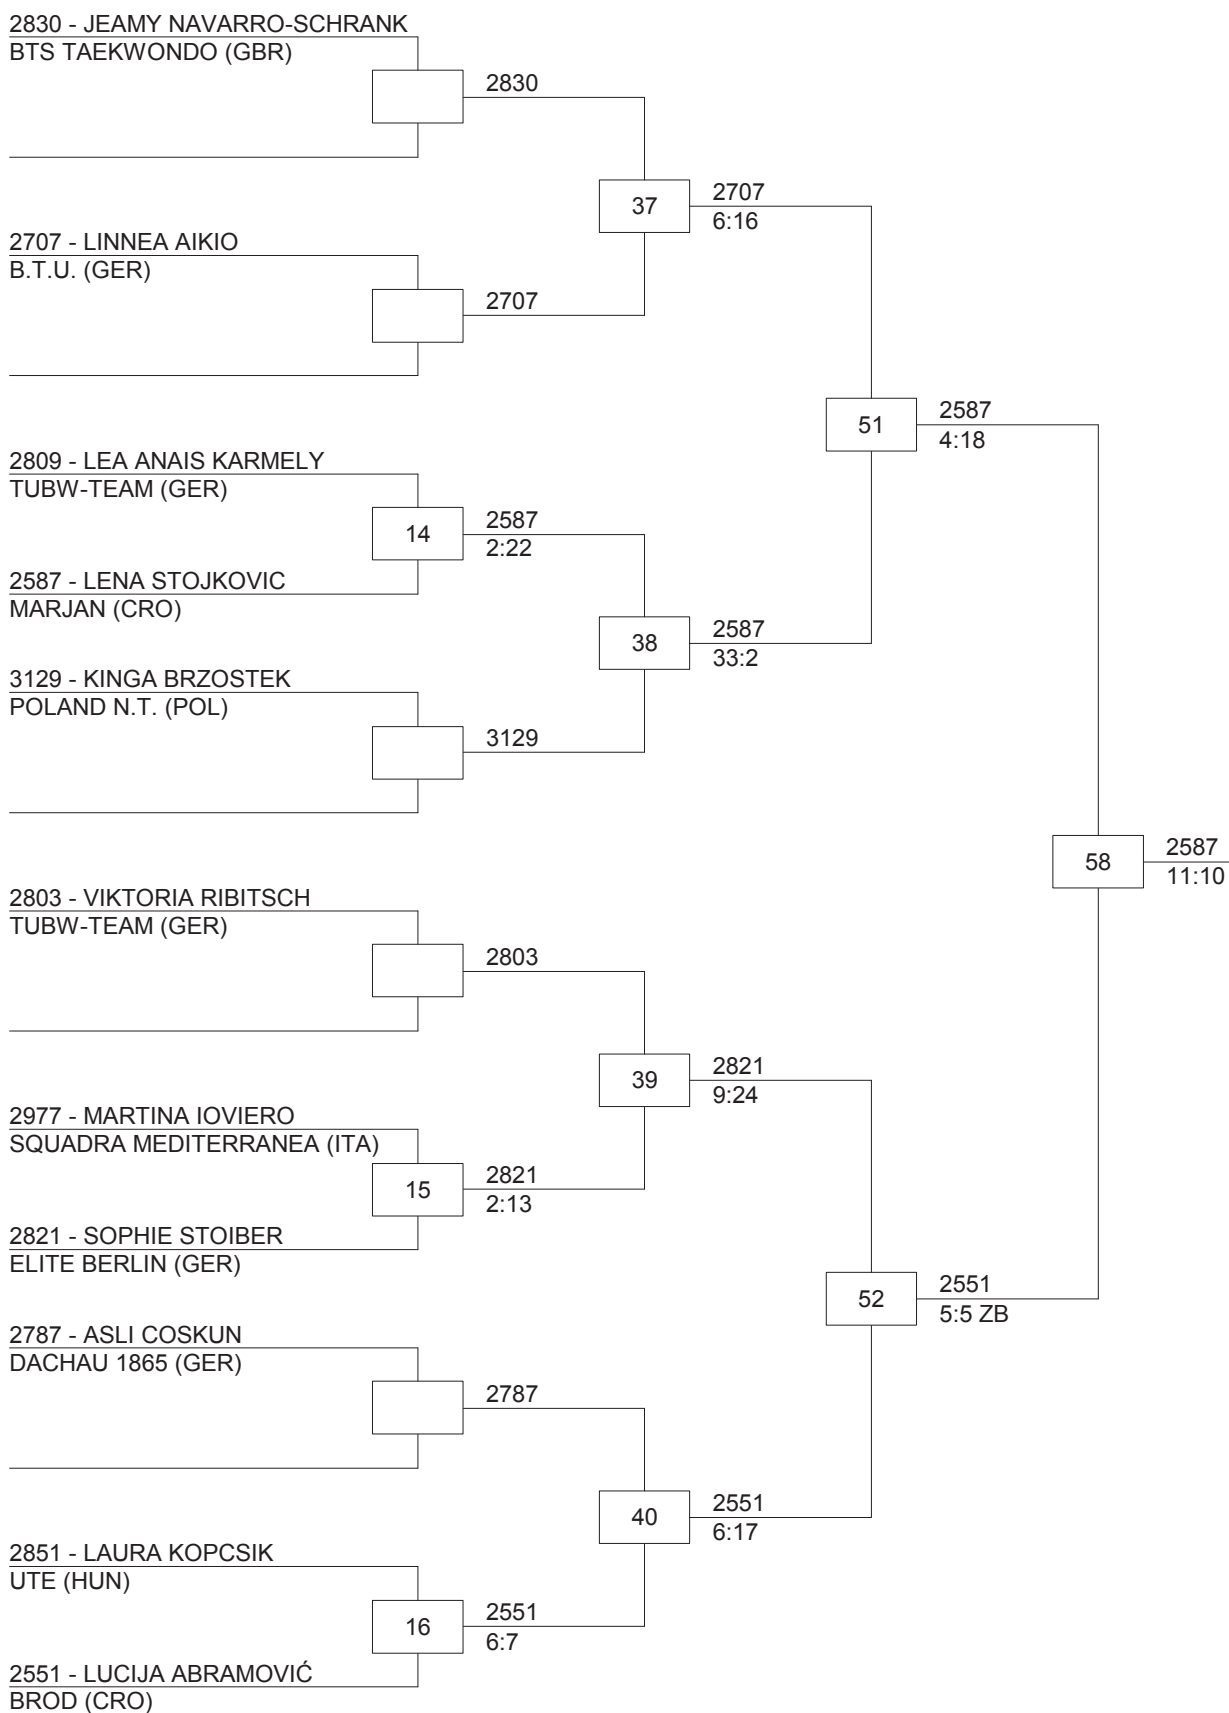 2830 - JEAMY NAVARRO-SCHRANK
BTS TAEKWONDO (GBR)
2830
37
2707
6:16
2707 - LINNEA AIKIO
B.T.U. (GER)
2707
51
2587
4:18
2809 - LEA ANAIS KARMELY
TUBW-TEAM (GER)
14
2587
2:22
2587 - LENA STOJKOVIC
MARJAN (CRO)
38
2587
33:2
3129 - KINGA BRZOSTEK
POLAND N.T. (POL)
3129
58
2587
11:10
2803 - VIKTORIA RIBITSCH
TUBW-TEAM (GER)
2803
39
2821
9:24
2977 - MARTINA IOVIERO
SQUADRA MEDITERRANEA (ITA)
15
2821
2:13
2821 - SOPHIE STOIBER
ELITE BERLIN (GER)
52
2551
5:5 ZB
2787 - ASLI COSKUN
DACHAU 1865 (GER)
2787
40
2551
6:17
2851 - LAURA KOPCSIK
UTE (HUN)
16
2551
6:7
2551 - LUCIJA ABRAMOVIĆ
BROD (CRO)